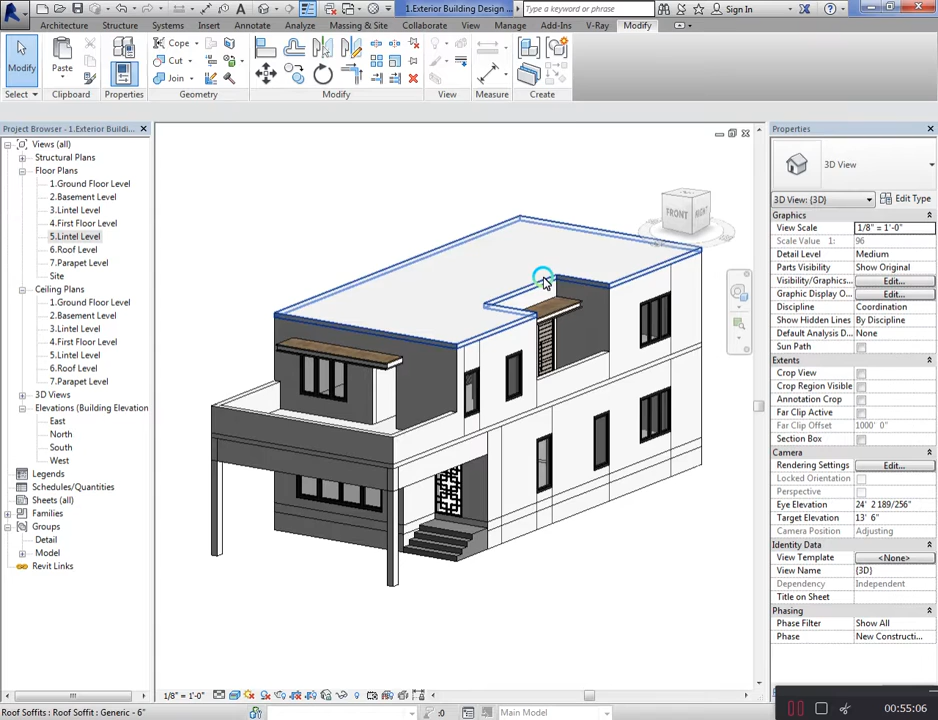 1.Exterior Building Design ...
Type a keyword or phrase
Sign In
Architecture
Structure
Systems
Insert
Annotate
Analyze
Massing & Site
Collaborate
View
Manage
Add-Ins
V-Ray
Modify
Modify
Paste
Properties
Cope
Cut
Join
Select
Clipboard
Geometry
Modify
View
Measure
Create
Project Browser - 1.Exterior Buildi...
Views (all)
Structural Plans
Floor Plans
1.Ground Floor Level
2.Basement Level
3.Lintel Level
4.First Floor Level
5.Lintel Level
6.Roof Level
7.Parapet Level
Site
Ceiling Plans
1.Ground Floor Level
2.Basement Level
3.Lintel Level
4.First Floor Level
5.Lintel Level
6.Roof Level
7.Parapet Level
3D Views
Elevations (Building Elevation
East
North
South
West
Legends
Schedules/Quantities
Sheets (all)
Families
Groups
Detail
Model
Revit Links
FRONT
RIGHT
Properties
3D View
3D View: {3D}
Edit Type
Graphics
View Scale 1/8" = 1'-0"
Scale Value 1: 96
Detail Level Medium
Parts Visibility Show Original
Visibility/Graphics... Edit...
Graphic Display O... Edit...
Discipline Coordination
Show Hidden Lines By Discipline
Default Analysis D... None
Sun Path
Extents
Crop View
Crop Region Visible
Annotation Crop
Far Clip Active
Far Clip Offset 1000' 0"
Section Box
Camera
Rendering Settings Edit...
Locked Orientation
Perspective
Eye Elevation 24' 2 189/256"
Target Elevation 13' 6"
Camera Position Adjusting
Identity Data
View Template <None>
View Name {3D}
Dependency Independent
Title on Sheet
Phasing
Phase Filter Show All
Phase New Constructi...
1/8" = 1'-0"
Roof Soffits : Roof Soffit : Generic - 6"
:0
Main Model
00:55:06